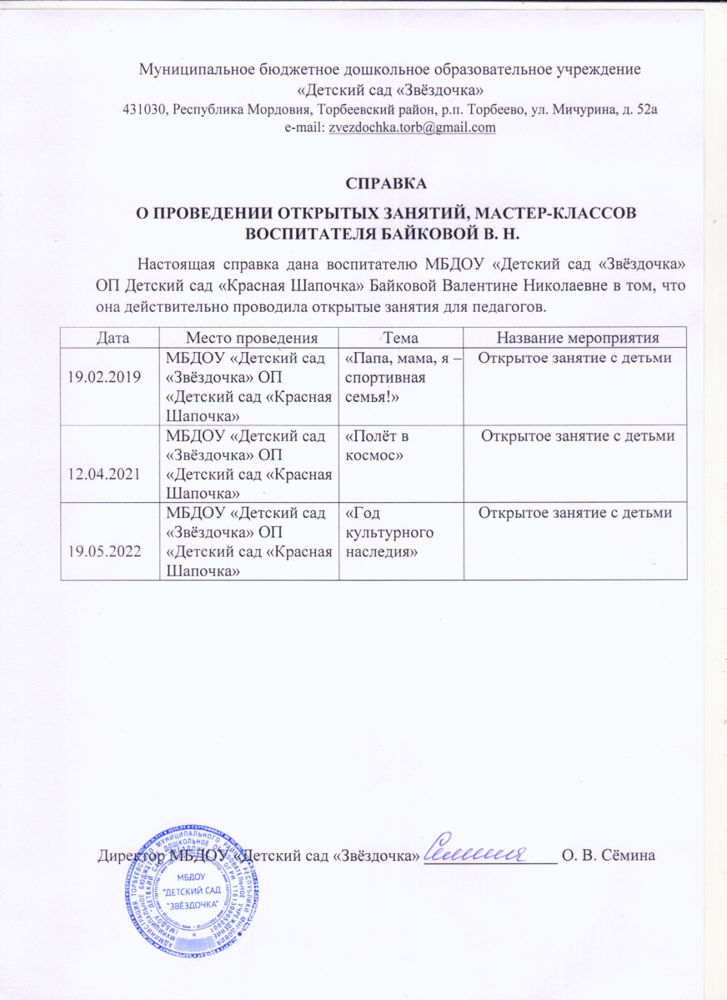 Муниципальное бюджетное дошкольное образовательное учреждение
«Детский сад «Звёздочка»
431030, Республика Мордовия, Торбеевский район, р.п. Торбеево, ул. Мичурина, д. 52а
e-mail: zvezdochka.torb@gmail.com
СПРАВКА
О ПРОВЕДЕНИИ ОТКРЫТЫХ ЗАНЯТИЙ, МАСТЕР-КЛАССОВ
ВОСПИТАТЕЛЯ БАЙКОВОЙ В. Н.
Настоящая справка дана воспитателю МБДОУ «Детский сад «Звёздочка»
ОП Детский сад «Красная Шапочка» Байковой Валентине Николаевне в том, что
она действительно проводила открытые занятия для педагогов.
Дата Место проведения Тема Название мероприятия
МБДОУ «Детский сад «Папа, мама, я – Открытое занятие с детьми
19.02.2019 «Звёздочка» ОП спортивная
«Детский сад «Красная семья!»
Шапочка»
МБДОУ «Детский сад «Полёт в Открытое занятие с детьми
«Звёздочка» ОП космос»
12.04.2021 «Детский сад «Красная
Шапочка»
МБДОУ «Детский сад «Год Открытое занятие с детьми
«Звёздочка» ОП культурного
19.05.2022 «Детский сад «Красная наследия»
Шапочка»
Директор МБДОУ «Детский сад «Звёздочка» О. В. Сёмина
МБДОУ
"ДЕТСКИЙ САД
"ЗВЁЗДОЧКА"